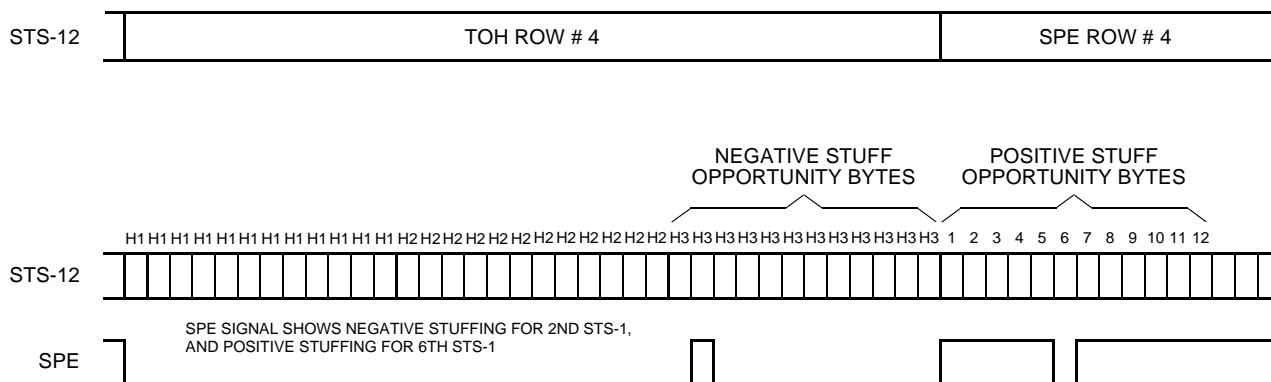 STS-12 TOH ROW # 4 SPE ROW # 4
NEGATIVE STUFF
OPPORTUNITY BYTES
POSITIVE STUFF
OPPORTUNITY BYTES
H1 H1 H1 H1 H1 H1 H1 H1 H1 H1 H1 H1 H2 H2 H2 H2 H2 H2 H2 H2 H2 H2 H2 H2 H3 H3 H3 H3 H3 H3 H3 H3 H3 H3 H3 H3 1 2 3 4 5 6 7 8 9 10 11 12
STS-12
SPE SIGNAL SHOWS NEGATIVE STUFFING FOR 2ND STS-1,
AND POSITIVE STUFFING FOR 6TH STS-1
SPE